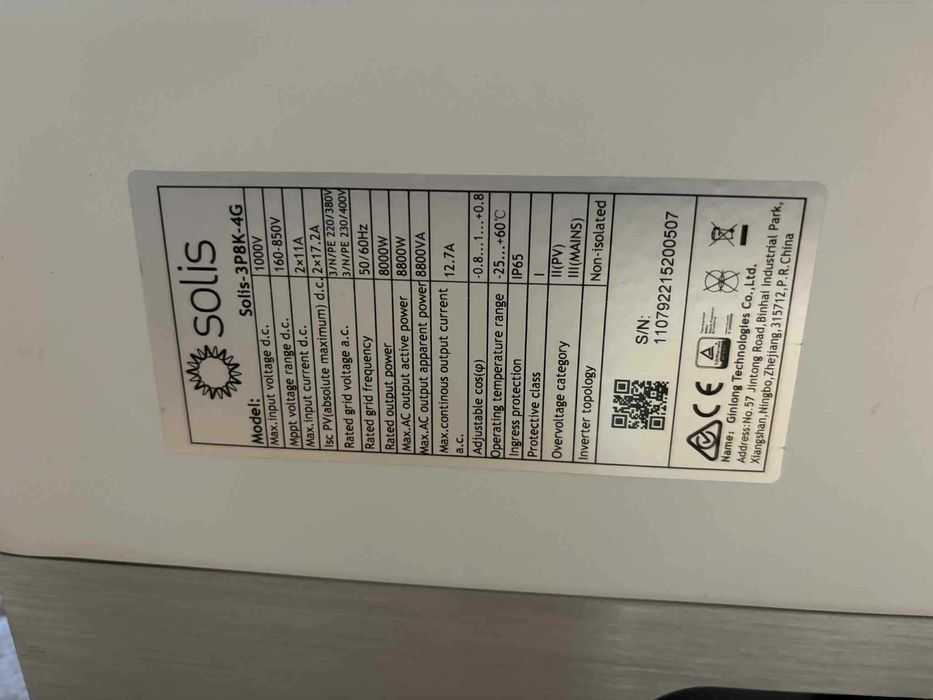 solis
Model: Solis-3P8K-4G
Max.input voltage d.c. 1000V
Mppt voltage range d.c. 160-850V
Max.input current d.c. 2×11A
Isc PV(absolute maximum) d.c. 2×17.2A
Rated grid voltage a.c. 3/N/PE 220/380V
3/N/PE 230/400V
Rated grid frequency 50/60Hz
Rated output power 8000W
Max.AC output active power 8800W
Max.AC output apparent power 8800VA
Max.continous output current a.c. 12.7A
Adjustable cos(φ) -0.8...1...+0.8
Operating temperature range -25...+60℃
Ingress protection IP65
Protective class I
Overvoltage category II(PV)
III(MAINS)
Inverter topology Non-isolated
S/N:
110792215200507
CE
Name: Ginlong Technologies Co.,Ltd.
Address:No.57 Jintong Road,Binhai Industrial Park,
Xiangshan,Ningbo,Zhejiang,315712,P.R.China